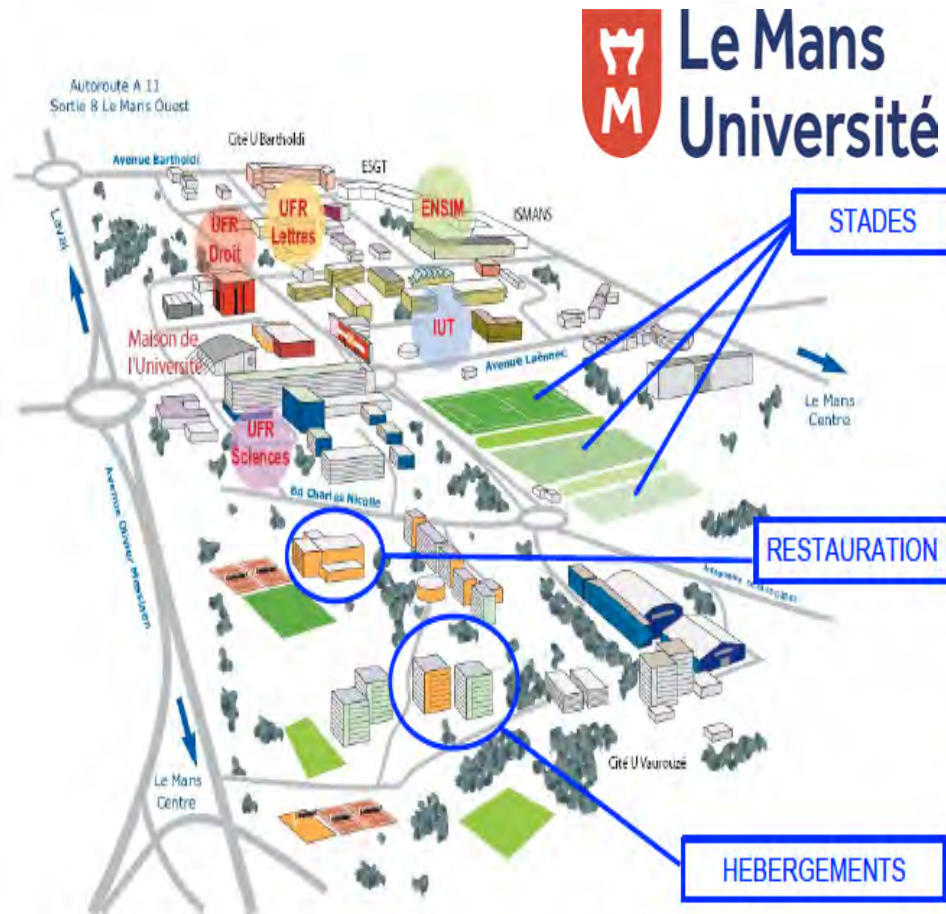 Le Mans
Université
Autoroute A 11
Sortie 8 Le Mans Ouest
Cité U Bartholdi
Avenue Bartholdi
ESGT
ISMANS
ENSIM
UFR
Lettres
UFR
Droit
STADES
Laval
IUT
Maison de
l'Université
Avenue Laënnec
Le Mans
Centre
UFR
Sciences
Bd Charles Nicolle
Avenue Olivier Messiaen
RESTAURATION
Cité U Vaurouzé
Le Mans
Centre
HEBERGEMENTS